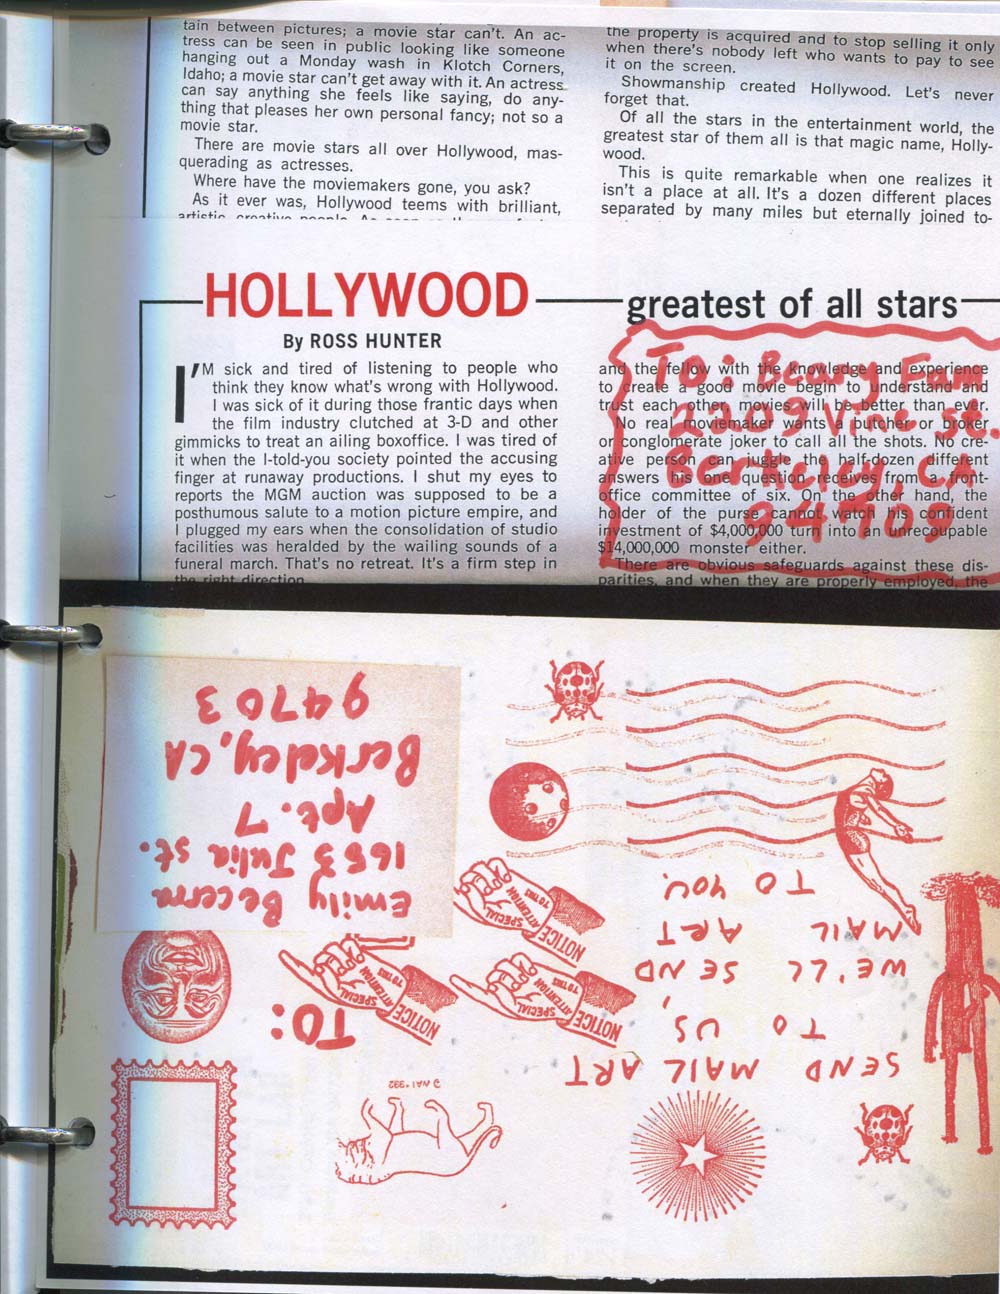 tain between pictures; a movie star can't. An ac-
tress can be seen in public looking like someone
hanging out a Monday wash in Klotch Corners,
Idaho; a movie star can't get away with it. An actress
can say anything she feels like saying, do any-
thing that pleases her own personal fancy; not so a
movie star.
There are movie stars all over Hollywood, mas-
querading as actresses.
Where have the moviemakers gone, you ask?
As it ever was, Hollywood teems with brilliant,
artistic, creative people.
the property is acquired and to stop selling it only
when there's nobody left who wants to pay to see
it on the screen.
Showmanship created Hollywood. Let's never
forget that.
Of all the stars in the entertainment world, the
greatest star of them all is that magic name, Holly-
wood.
This is quite remarkable when one realizes it
isn't a place at all. It's a dozen different places
separated by many miles but eternally joined to-
HOLLYWOOD greatest of all stars
By ROSS HUNTER
I'M sick and tired of listening to people who
think they know what's wrong with Hollywood.
I was sick of it during those frantic days when
the film industry clutched at 3-D and other
gimmicks to treat an ailing boxoffice. I was tired of
it when the I-told-you society pointed the accusing
finger at runaway productions. I shut my eyes to
reports the MGM auction was supposed to be a
posthumous salute to a motion picture empire, and
I plugged my ears when the consolidation of studio
facilities was heralded by the wailing sounds of a
funeral march. That's no retreat. It's a firm step in
the right direction.
and the fellow with the knowledge and experience
to create a good movie begin to understand and
trust each other, movies will be better than ever.
No real moviemaker wants a butcher or broker
or conglomerate joker to call all the shots. No cre-
ative person can juggle the half-dozen different
answers his one question receives from a front-
office committee of six. On the other hand, the
holder of the purse cannot watch his confident
investment of $4,000,000 turn into an unrecoupable
$14,000,000 monster either.
There are obvious safeguards against these dis-
parities, and when they are properly employed, the
To: Beary Fan
2209 Vine St.
Berkeley, CA
94709
SEND MAIL ART
TO US
WE'LL SEND
MAIL ART
TO YOU.
TO:
Emily Becerra
1653 Julia St.
Apt. 7
Berkeley, CA
94703
NOTICE SPECIAL ATTENTION TO THIS
NOTICE SPECIAL ATTENTION TO THIS
NOTICE SPECIAL ATTENTION TO THIS